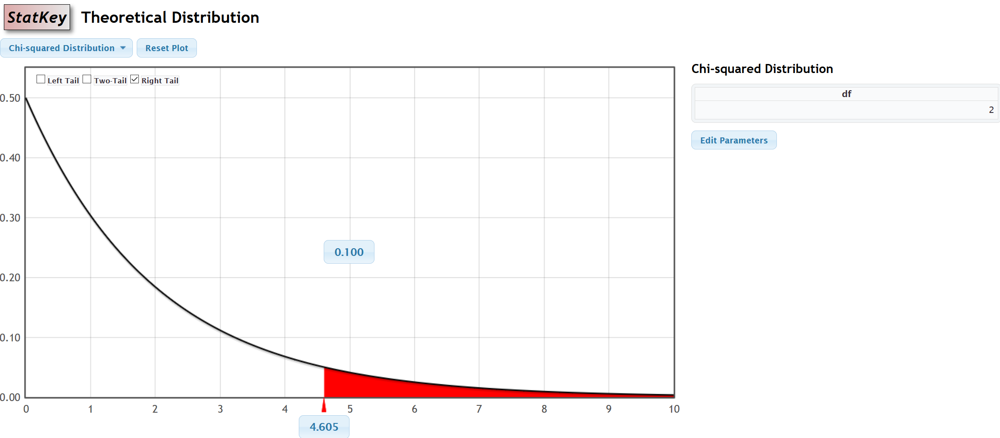 StatKey Theoretical Distribution
Chi-squared Distribution Reset Plot
Chi-squared Distribution
Left Tail Two-Tail Right Tail
df
2
Edit Parameters
0.50
0.40
0.30
0.20
0.10
0.00
0.100
0 1 2 3 4 5 6 7 8 9 10
4.605